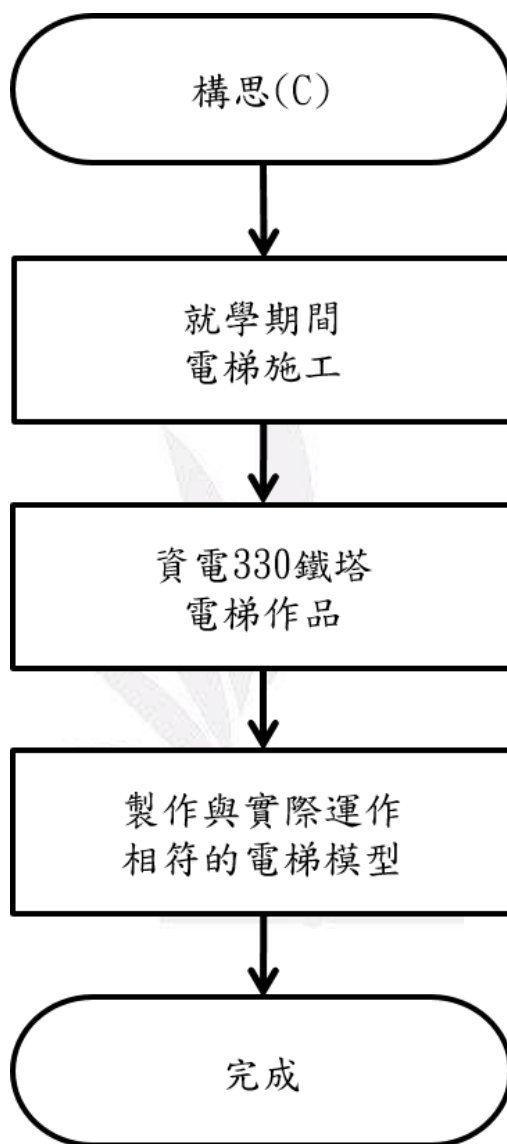 構思(C)
就學期間
電梯施工
資電330鐵塔
電梯作品
製作與實際運作
相符的電梯模型
完成